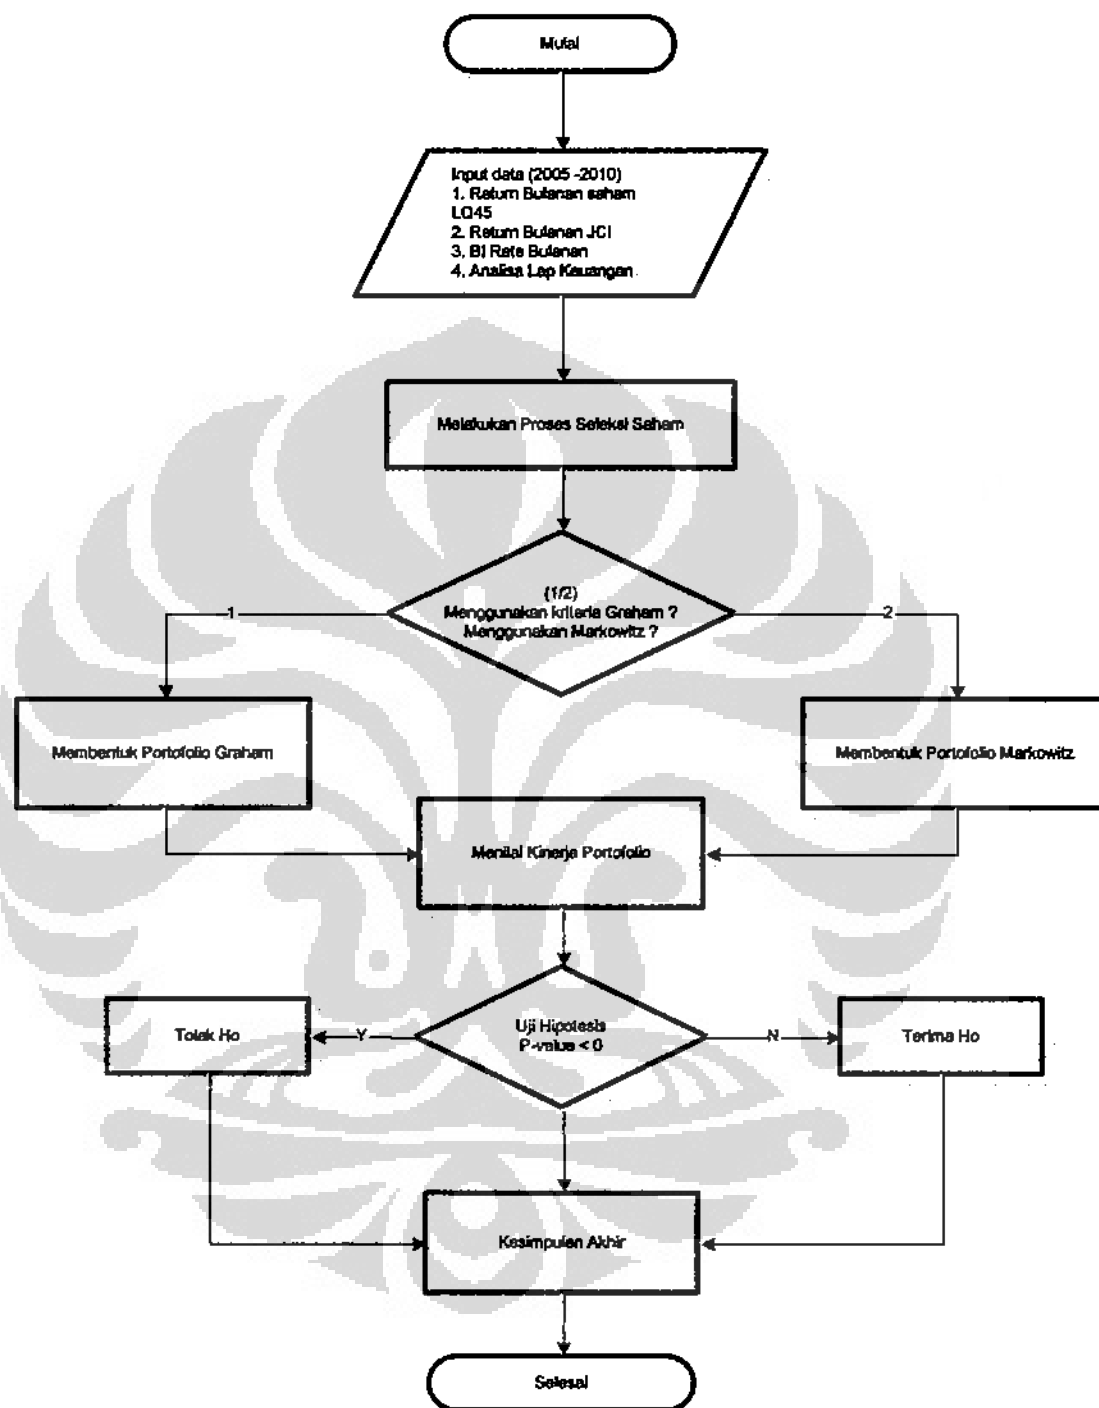 Mulai
Input data (2005 -2010)
1. Return Bulanan saham
LQ45
2. Return Bulanan JCI
3. BI Rate Bulanan
4. Analisa Lap Keuangan
Melakukan Proses Seleksi Saham
(1/2)
Menggunakan kriteria Graham ?
Menggunakan Markowitz ?
1
2
Membentuk Portofolio Graham
Membentuk Portofolio Markowitz
Menilai Kinerja Portofolio
Uji Hipotesis
P-value < 0
Y
N
Tolak Ho
Terima Ho
Kesimpulan Akhir
Selesai